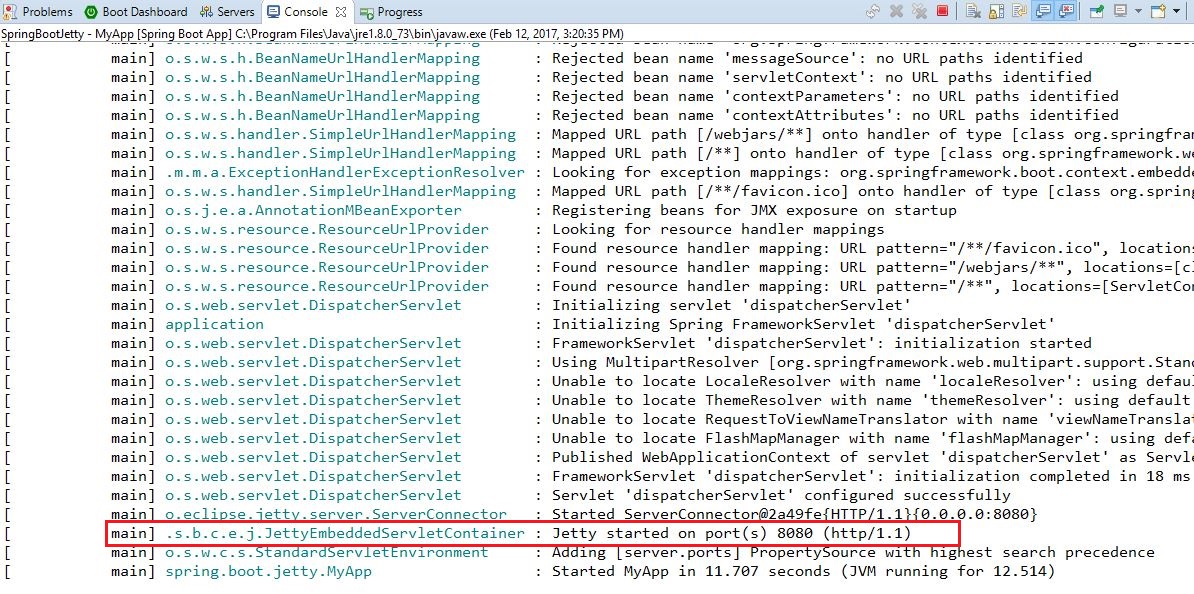 Problems Boot Dashboard Servers Console Progress
SpringBootJetty - MyApp [Spring Boot App] C:\Program Files\Java\jre1.8.0_73\bin\javaw.exe (Feb 12, 2017, 3:20:35 PM)
[ main] o.s.w.s.h.BeanNameUrlHandlerMapping : Rejected bean name 'messageSource': no URL paths identified
[ main] o.s.w.s.h.BeanNameUrlHandlerMapping : Rejected bean name 'servletContext': no URL paths identified
[ main] o.s.w.s.h.BeanNameUrlHandlerMapping : Rejected bean name 'contextParameters': no URL paths identified
[ main] o.s.w.s.h.BeanNameUrlHandlerMapping : Rejected bean name 'contextAttributes': no URL paths identified
[ main] o.s.w.s.handler.SimpleUrlHandlerMapping : Mapped URL path [/webjars/**] onto handler of type [class org.springfram
[ main] o.s.w.s.handler.SimpleUrlHandlerMapping : Mapped URL path [/**] onto handler of type [class org.springframework.we
[ main] .m.m.a.ExceptionHandlerExceptionResolver : Looking for exception mappings: org.springframework.boot.context.embedde
[ main] o.s.w.s.handler.SimpleUrlHandlerMapping : Mapped URL path [/**/favicon.ico] onto handler of type [class org.spring
[ main] o.s.j.e.a.AnnotationMBeanExporter : Registering beans for JMX exposure on startup
[ main] o.s.w.s.resource.ResourceUrlProvider : Looking for resource handler mappings
[ main] o.s.w.s.resource.ResourceUrlProvider : Found resource handler mapping: URL pattern="/**/favicon.ico", locations
[ main] o.s.w.s.resource.ResourceUrlProvider : Found resource handler mapping: URL pattern="/webjars/**", locations=[cl
[ main] o.s.w.s.resource.ResourceUrlProvider : Found resource handler mapping: URL pattern="/**", locations=[ServletCon
[ main] o.s.web.servlet.DispatcherServlet : Initializing servlet 'dispatcherServlet'
[ main] application : Initializing Spring FrameworkServlet 'dispatcherServlet'
[ main] o.s.web.servlet.DispatcherServlet : FrameworkServlet 'dispatcherServlet': initialization started
[ main] o.s.web.servlet.DispatcherServlet : Using MultipartResolver [org.springframework.web.multipart.support.Stand
[ main] o.s.web.servlet.DispatcherServlet : Unable to locate LocaleResolver with name 'localeResolver': using defau
[ main] o.s.web.servlet.DispatcherServlet : Unable to locate ThemeResolver with name 'themeResolver': using default
[ main] o.s.web.servlet.DispatcherServlet : Unable to locate RequestToViewNameTranslator with name 'viewNameTransl
[ main] o.s.web.servlet.DispatcherServlet : Unable to locate FlashMapManager with name 'flashMapManager': using defa
[ main] o.s.web.servlet.DispatcherServlet : Published WebApplicationContext of servlet 'dispatcherServlet' as Servle
[ main] o.s.web.servlet.DispatcherServlet : FrameworkServlet 'dispatcherServlet': initialization completed in 18 ms
[ main] o.s.web.servlet.DispatcherServlet : Servlet 'dispatcherServlet' configured successfully
[ main] o.eclipse.jetty.server.ServerConnector : Started ServerConnector@2a49fe{HTTP/1.1}{0.0.0.0:8080}
[ main] .s.b.c.e.j.JettyEmbeddedServletContainer : Jetty started on port(s) 8080 (http/1.1)
[ main] o.s.w.c.s.StandardServletEnvironment : Adding [server.ports] PropertySource with highest search precedence
[ main] spring.boot.jetty.MyApp : Started MyApp in 11.707 seconds (JVM running for 12.514)